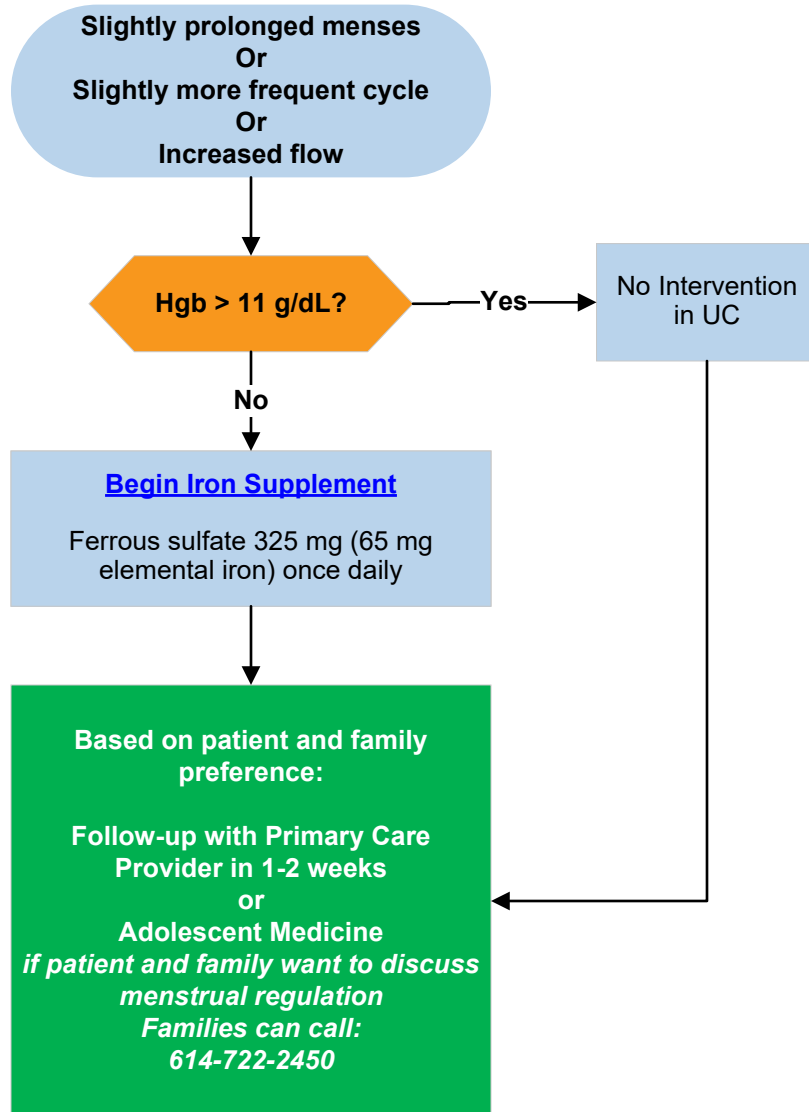 Slightly prolonged menses
Or
Slightly more frequent cycle
Or
Increased flow
Hgb > 11 g/dL?
Yes
No Intervention
in UC
No
Begin Iron Supplement
Ferrous sulfate 325 mg (65 mg
elemental iron) once daily
Based on patient and family
preference:
Follow-up with Primary Care
Provider in 1-2 weeks
or
Adolescent Medicine
if patient and family want to discuss
menstrual regulation
Families can call:
614-722-2450